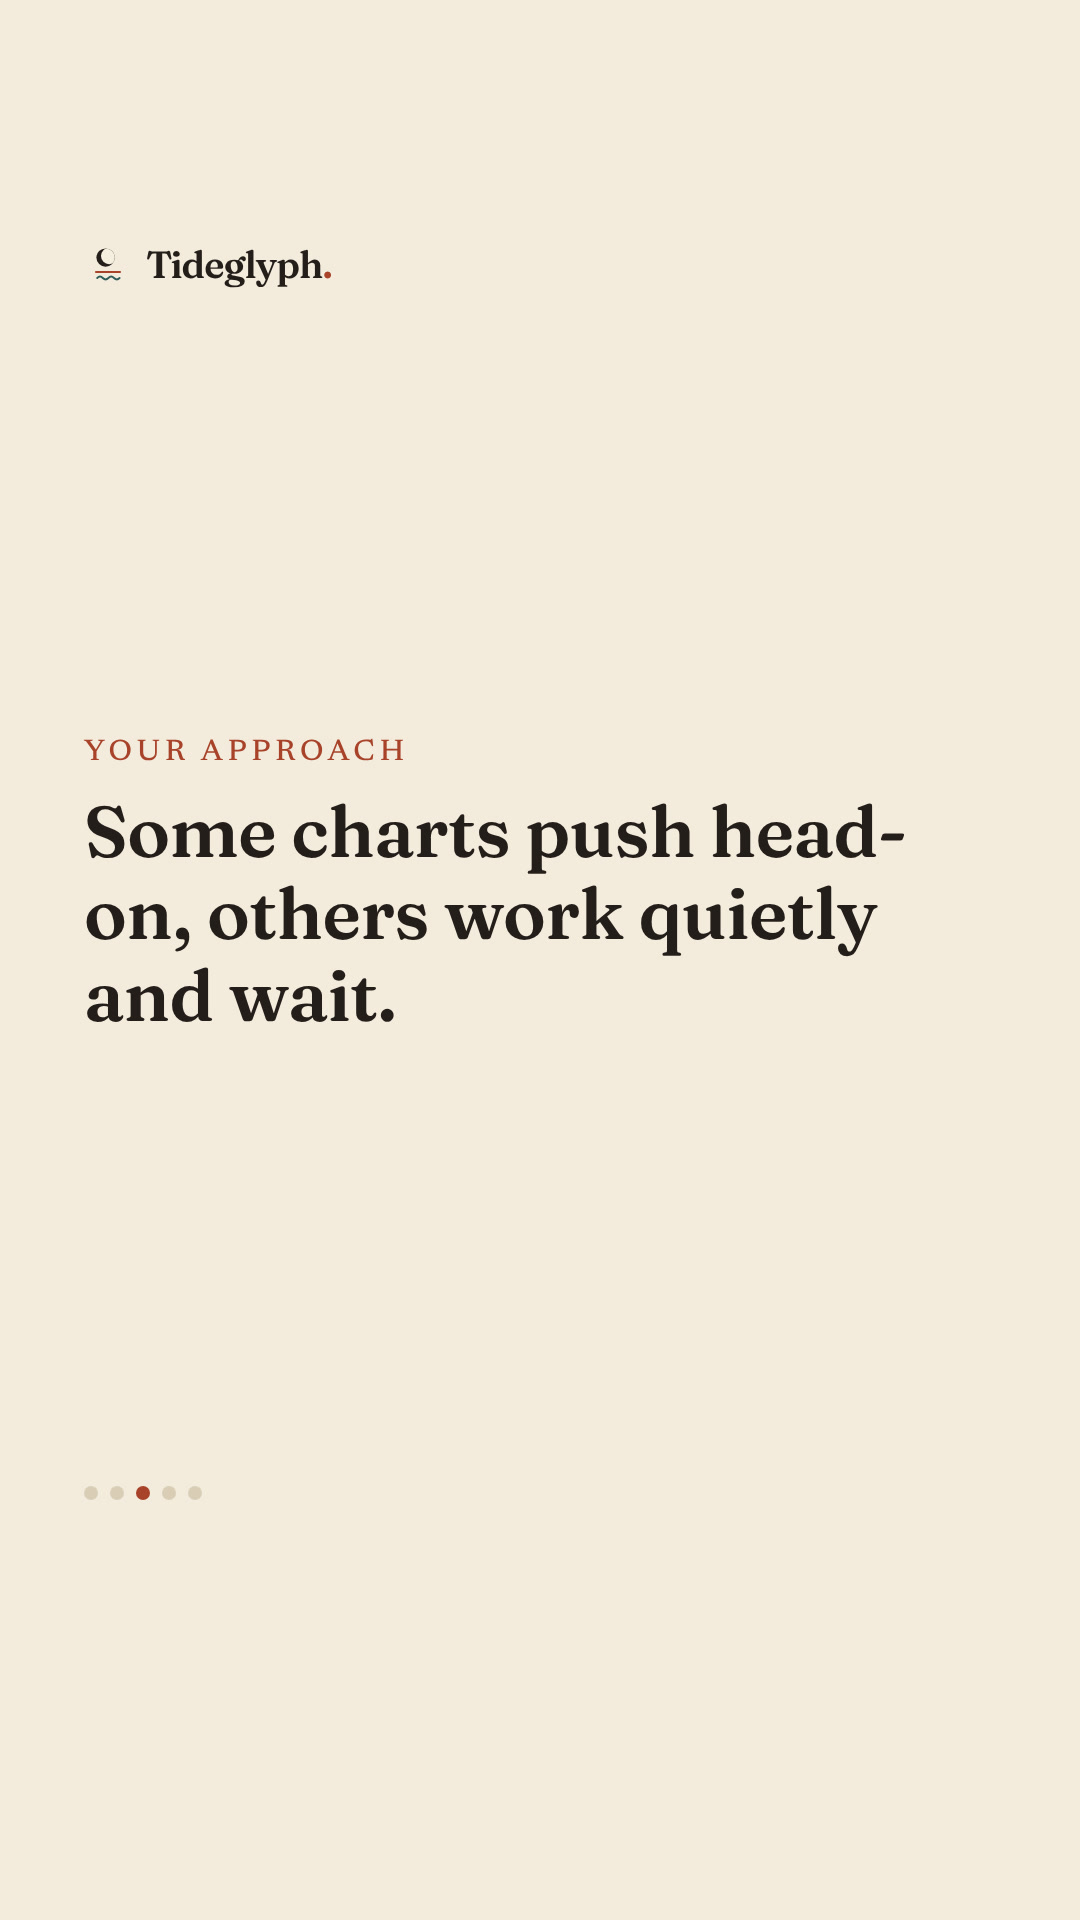 Tideglyph.
YOUR APPROACH
Some charts push head-
on, others work quietly
and wait.